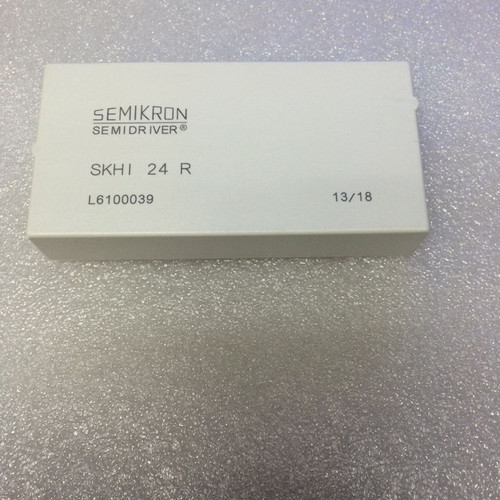 SEMIKRON
SEMIDRIVER®
SKHI 24 R
L6100039 13/18